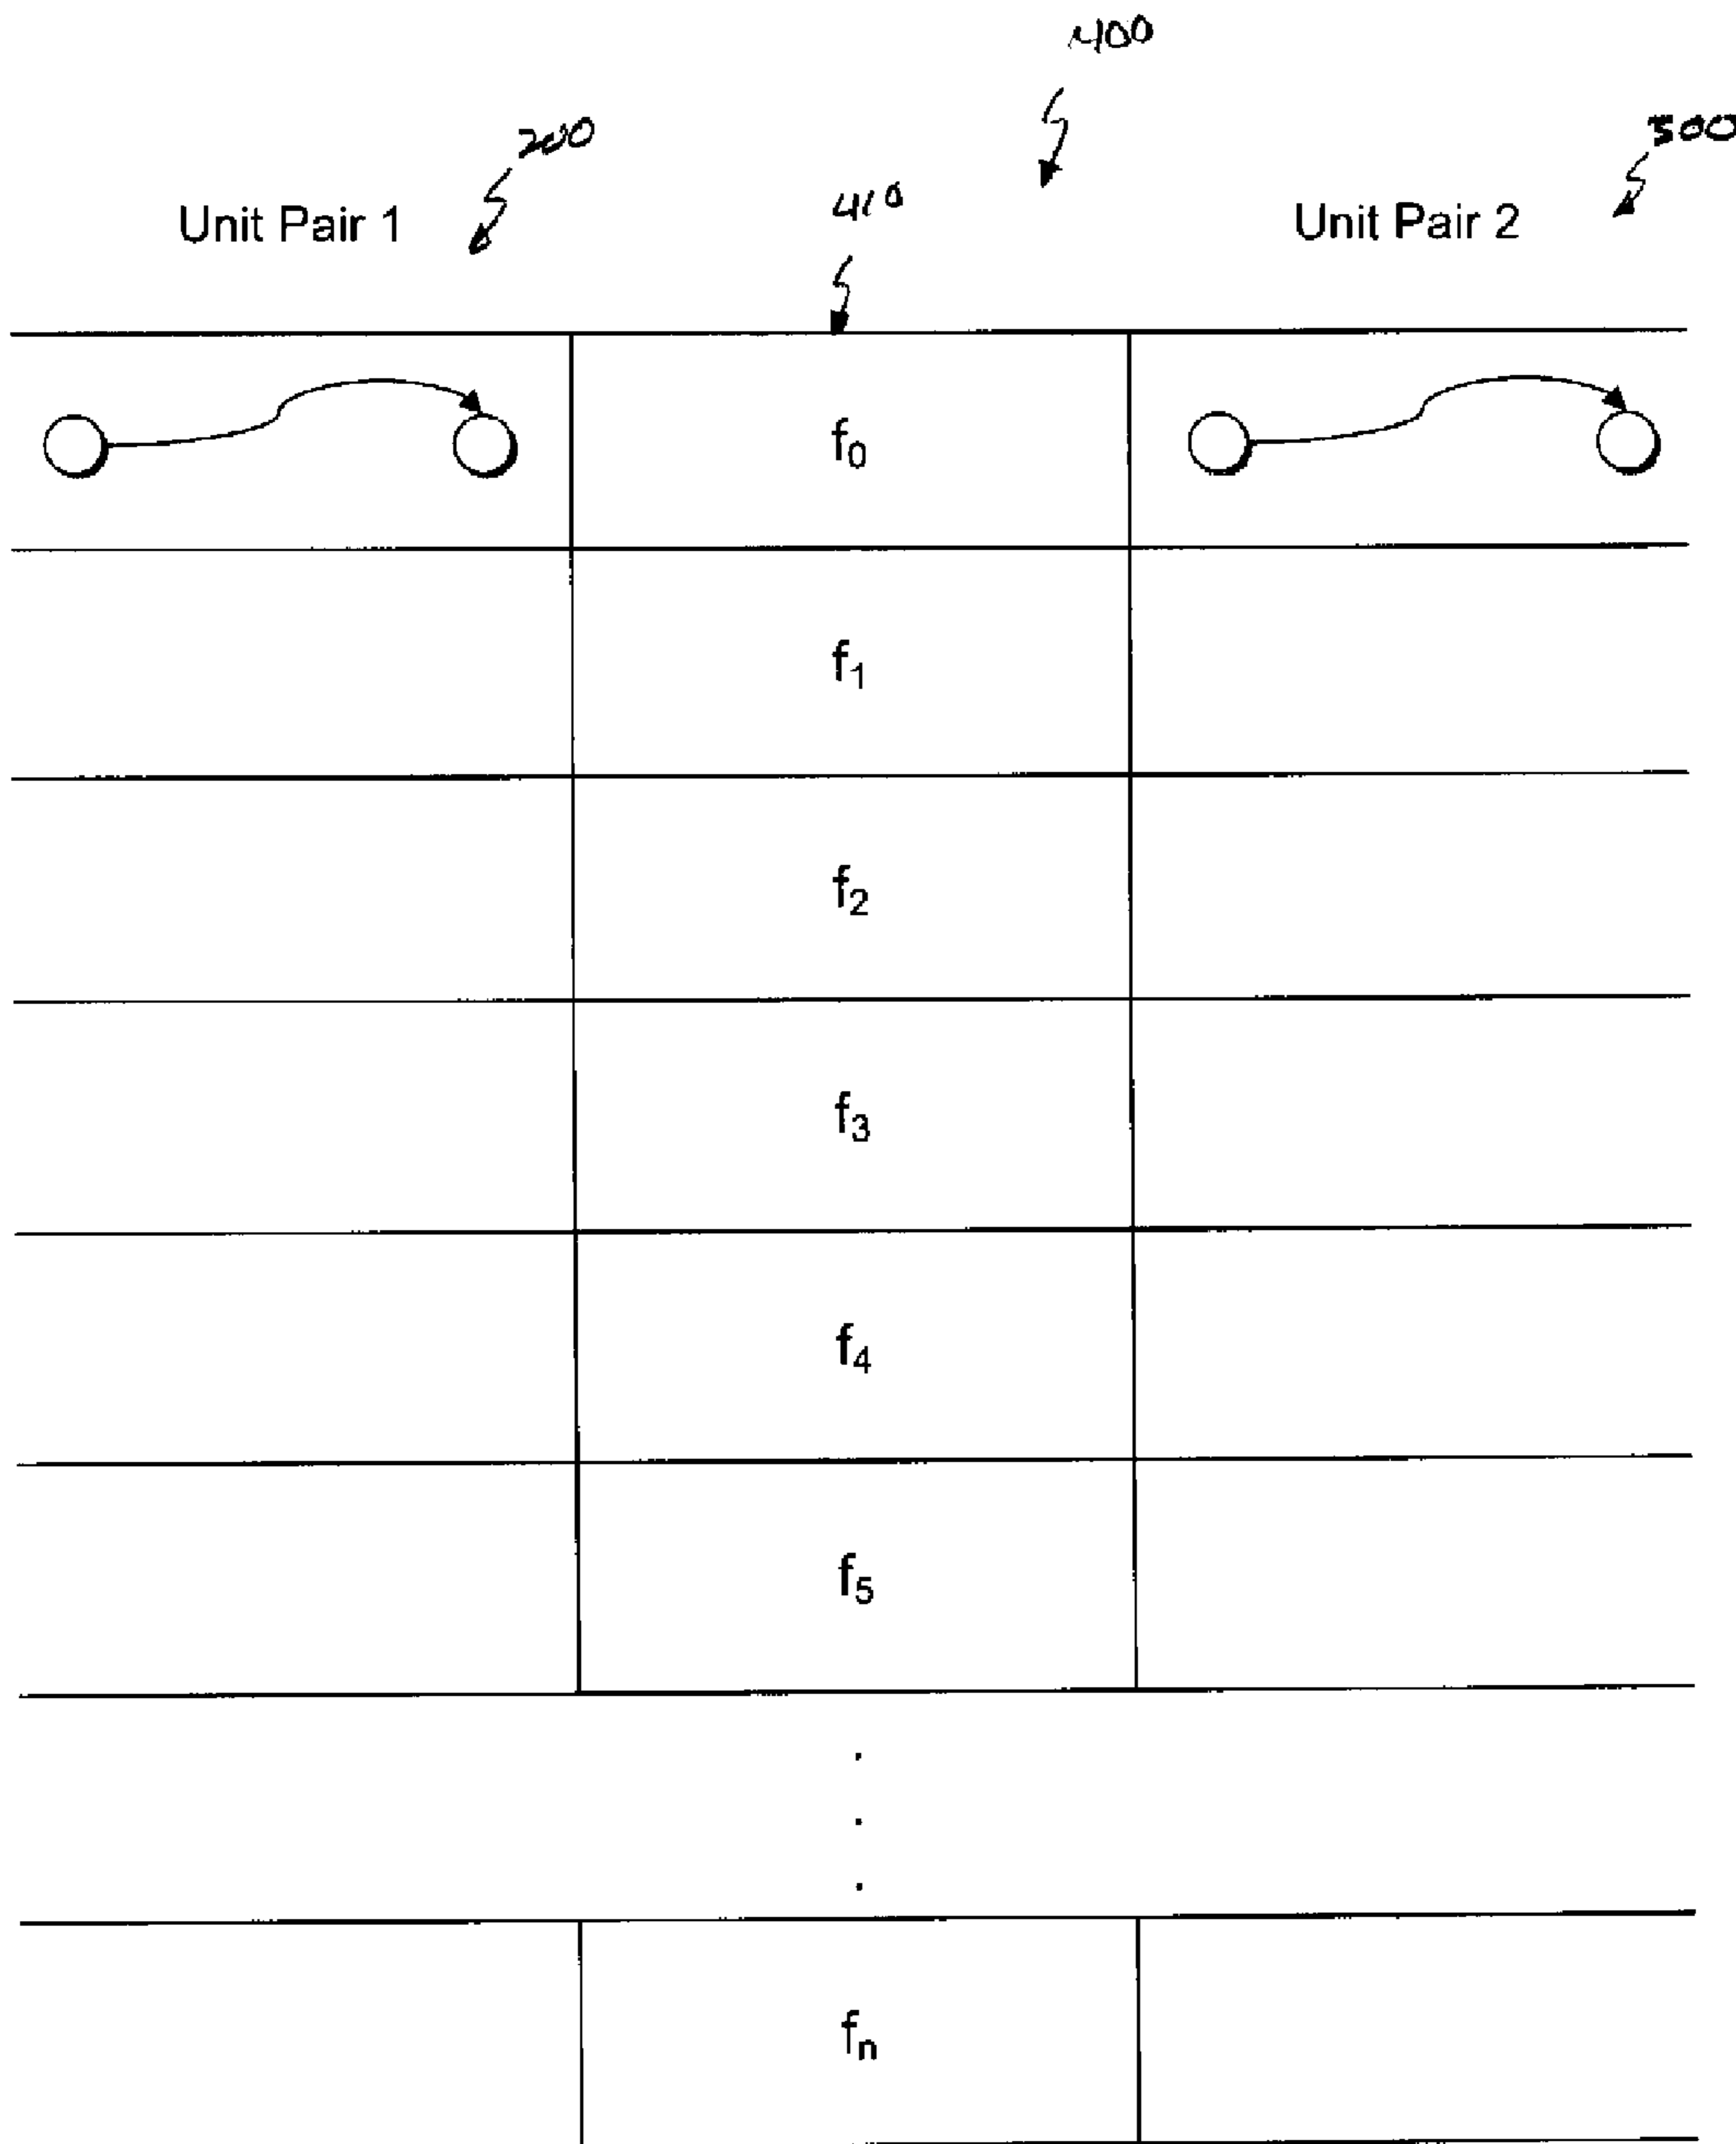 400
200
300
410
Unit Pair 1
Unit Pair 2
f₀
f₁
f₂
f₃
f₄
f₅
.
.
.
fₙ